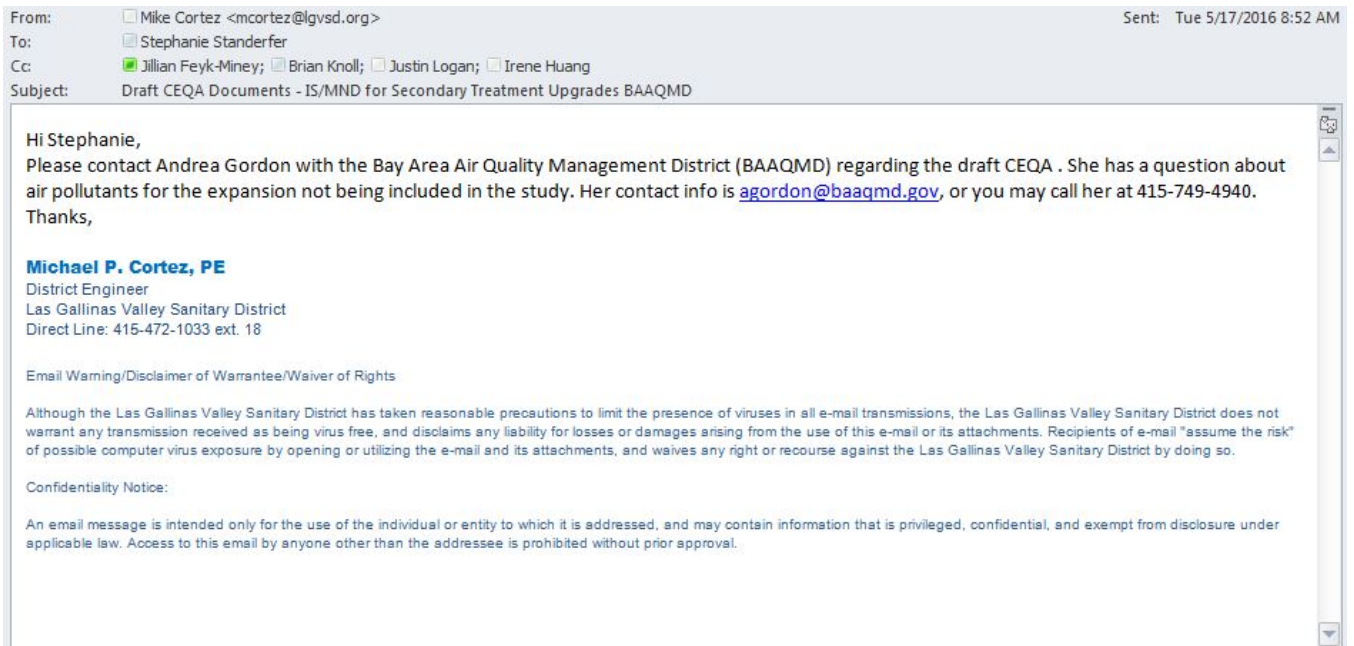 From: Mike Cortez <mcortez@lgvsd.org> Sent: Tue 5/17/2016 8:52 AM
To: Stephanie Standerfer
Cc: Jillian Feyk-Miney; Brian Knoll; Justin Logan; Irene Huang
Subject: Draft CEQA Documents - IS/MND for Secondary Treatment Upgrades BAAQMD
Hi Stephanie,
Please contact Andrea Gordon with the Bay Area Air Quality Management District (BAAQMD) regarding the draft CEQA . She has a question about
air pollutants for the expansion not being included in the study. Her contact info is agordon@baaqmd.gov, or you may call her at 415-749-4940.
Thanks,
Michael P. Cortez, PE
District Engineer
Las Gallinas Valley Sanitary District
Direct Line: 415-472-1033 ext. 18
Email Warning/Disclaimer of Warrantee/Waiver of Rights
Although the Las Gallinas Valley Sanitary District has taken reasonable precautions to limit the presence of viruses in all e-mail transmissions, the Las Gallinas Valley Sanitary District does not
warrant any transmission received as being virus free, and disclaims any liability for losses or damages arising from the use of this e-mail or its attachments. Recipients of e-mail "assume the risk"
of possible computer virus exposure by opening or utilizing the e-mail and its attachments, and waives any right or recourse against the Las Gallinas Valley Sanitary District by doing so.
Confidentiality Notice:
An email message is intended only for the use of the individual or entity to which it is addressed, and may contain information that is privileged, confidential, and exempt from disclosure under
applicable law. Access to this email by anyone other than the addressee is prohibited without prior approval.